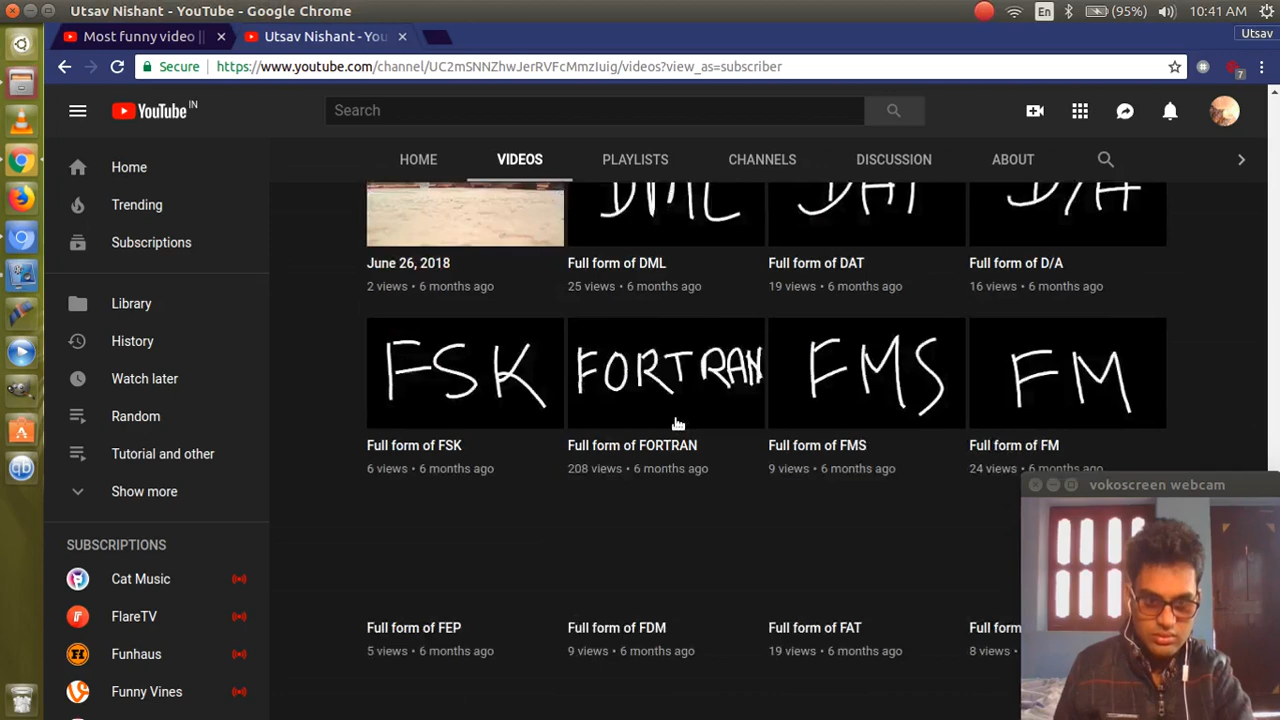 Utsav Nishant - YouTube - Google Chrome
En
(95%)
10:41 AM
Most funny video ||
Utsav Nishant - You
Utsav
Secure
https://www.youtube.com/channel/UC2mSNNZhwJerRVFcMmzIuig/videos?view_as=subscriber
7
YouTube IN
Search
HOME
VIDEOS
PLAYLISTS
CHANNELS
DISCUSSION
ABOUT
Home
Trending
Subscriptions
Library
History
Watch later
Random
Tutorial and other
Show more
SUBSCRIPTIONS
Cat Music
FlareTV
Funhaus
Funny Vines
DML
DAT
D/A
June 26, 2018
Full form of DML
Full form of DAT
Full form of D/A
2 views • 6 months ago
25 views • 6 months ago
19 views • 6 months ago
16 views • 6 months ago
FSK
FORTRAN
FMS
FM
Full form of FSK
Full form of FORTRAN
Full form of FMS
Full form of FM
6 views • 6 months ago
208 views • 6 months ago
9 views • 6 months ago
24 views • 6 months ago
Full form of FEP
Full form of FDM
Full form of FAT
Full form
5 views • 6 months ago
9 views • 6 months ago
19 views • 6 months ago
8 views •
vokoscreen webcam
qb